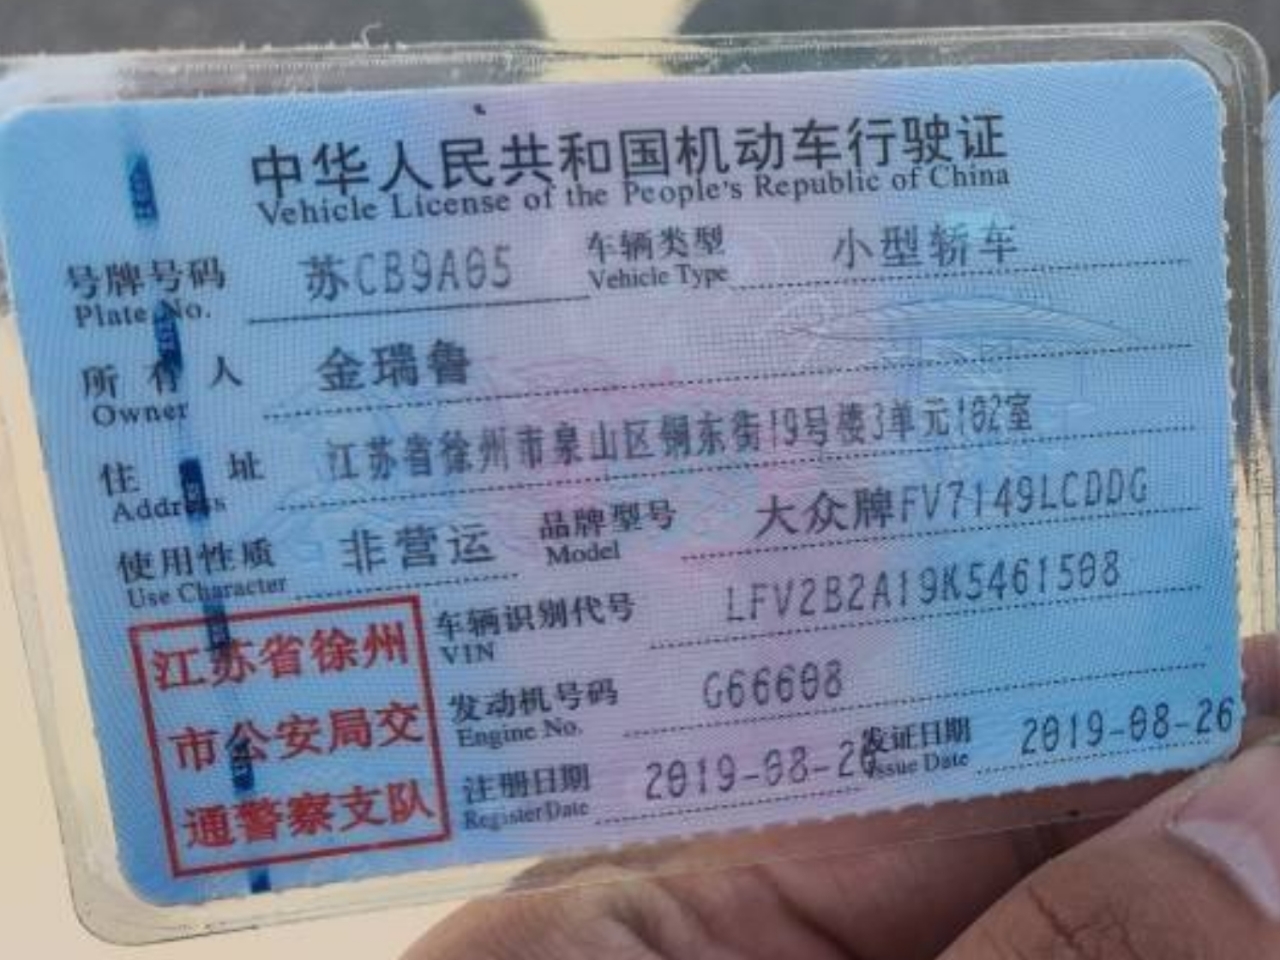 中华人民共和国机动车行驶证
Vehicle License of the People's Republic of China
号牌号码 苏CB9A05 车辆类型 小型轿车
Plate No. Vehicle Type
所有人 金瑞鲁
Owner
住址 江苏省徐州市泉山区铜东街19号楼3单元102室
Address
使用性质 非营运 品牌型号 大众牌FV7149LCDDG
Use Character Model
车辆识别代号 LFV2B2A19K5461508
VIN
发动机号码 G66608
Engine No.
注册日期 2019-08-26 发证日期 2019-08-26
Register Date Issue Date
江苏省徐州
市公安局交
通警察支队